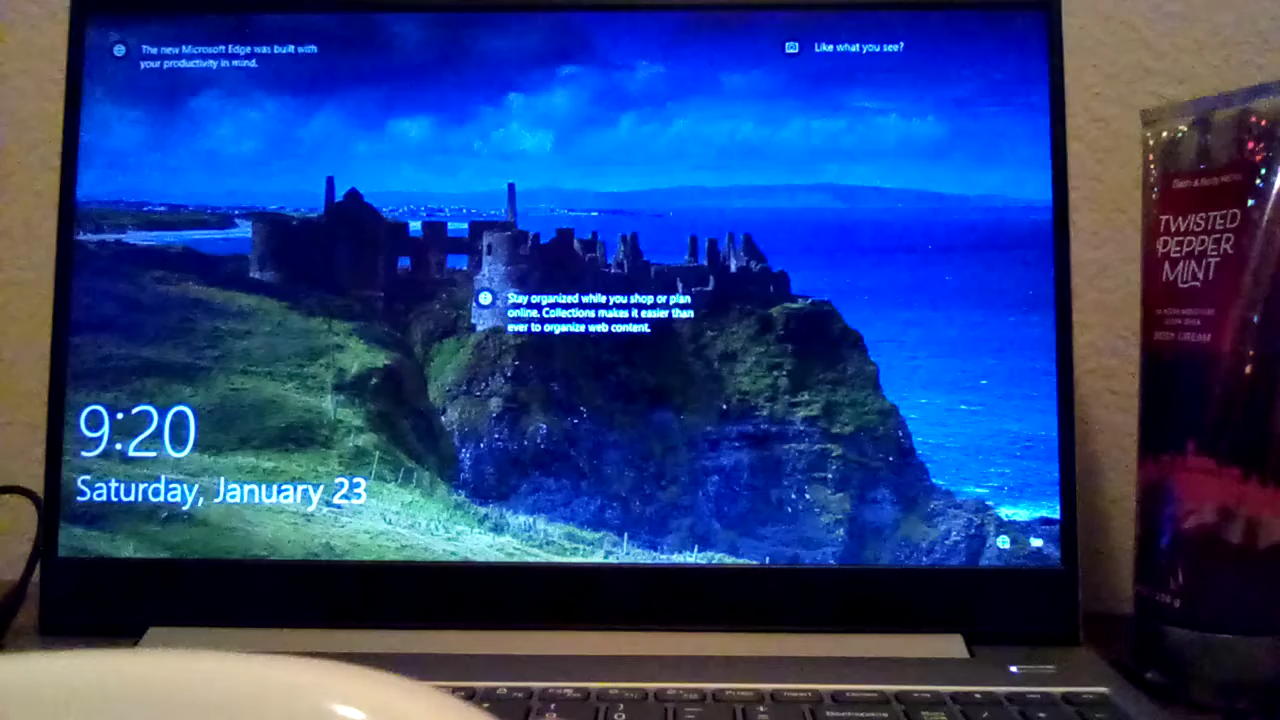 The new Microsoft Edge was built with
your productivity in mind.
Like what you see?
Stay organized while you shop or plan
online. Collections makes it easier than
ever to organize web content.
9:20
Saturday, January 23
TWISTED
PEPPER
MINT
BODY CREAM